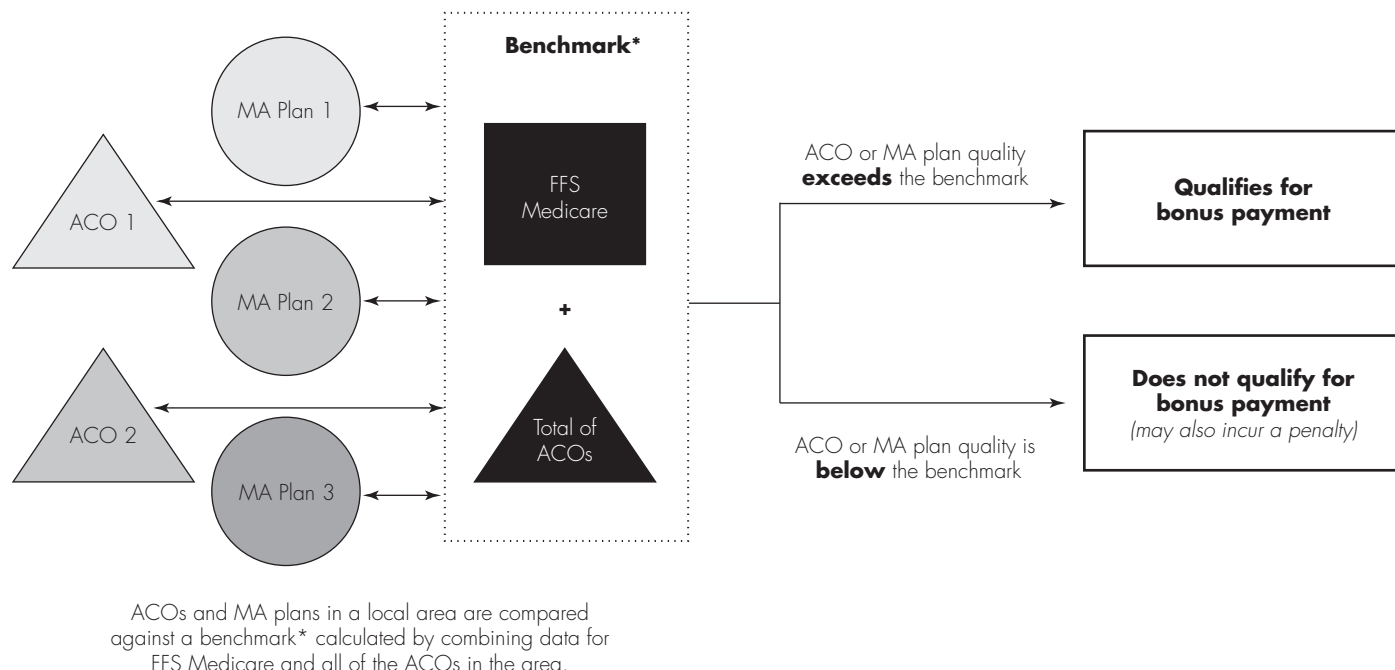 Benchmark*
MA Plan 1
ACO 1
MA Plan 2
ACO 2
MA Plan 3
FFS
Medicare
+
Total of
ACOs
ACO or MA plan quality
exceeds the benchmark
Qualifies for
bonus payment
ACO or MA plan quality is
below the benchmark
Does not qualify for
bonus payment
(may also incur a penalty)
ACOs and MA plans in a local area are compared
against a benchmark* calculated by combining data for
FFS Medicare and all of the ACOs in the area.